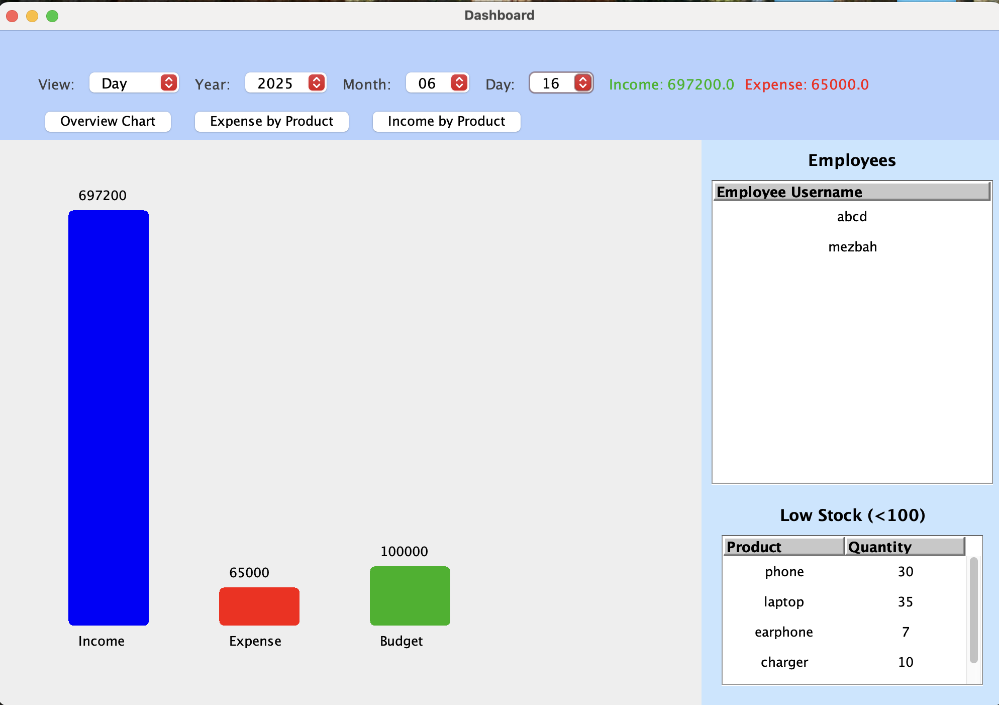 Dashboard
View: Day Year: 2025 Month: 06 Day: 16 Income: 697200.0 Expense: 65000.0
Overview Chart Expense by Product Income by Product
697200
65000
100000
Income Expense Budget
Employees
Employee Username
abcd
mezbah
Low Stock (<100)
Product Quantity
phone 30
laptop 35
earphone 7
charger 10